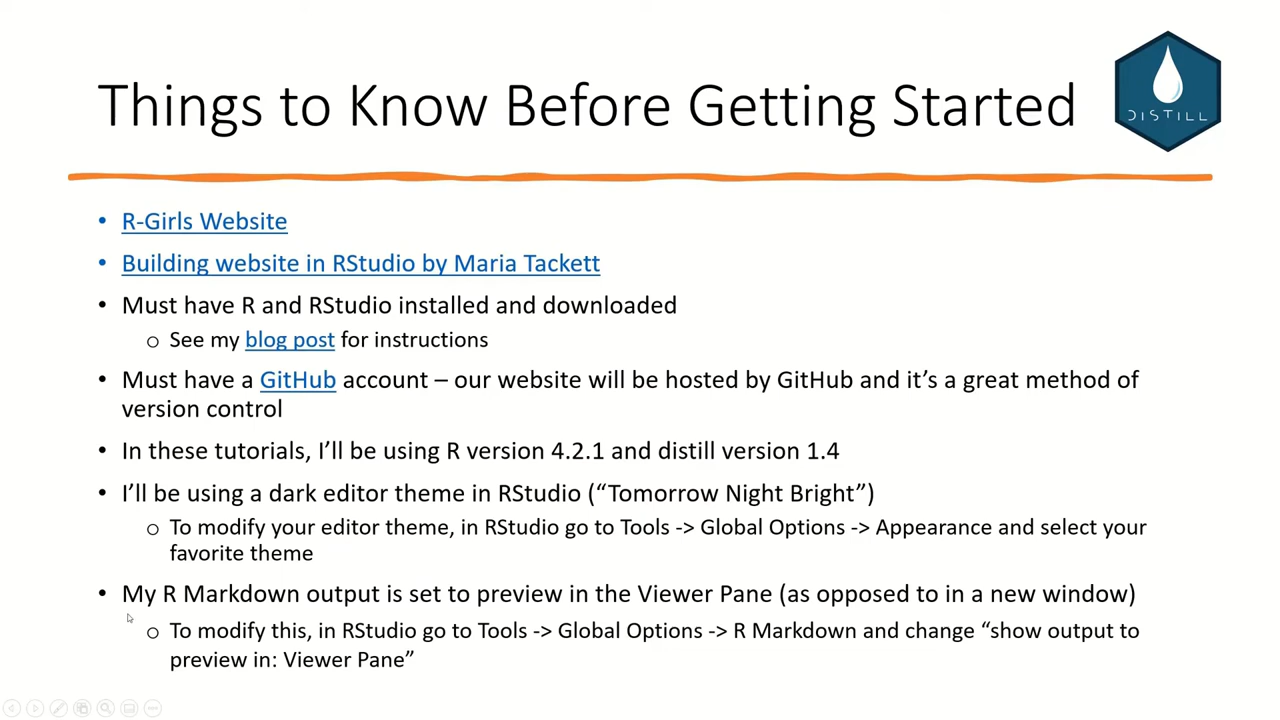 Things to Know Before Getting Started
DISTILL
• R-Girls Website
• Building website in RStudio by Maria Tackett
• Must have R and RStudio installed and downloaded
o See my blog post for instructions
• Must have a GitHub account – our website will be hosted by GitHub and it’s a great method of
version control
• In these tutorials, I’ll be using R version 4.2.1 and distill version 1.4
• I’ll be using a dark editor theme in RStudio (“Tomorrow Night Bright”)
o To modify your editor theme, in RStudio go to Tools -> Global Options -> Appearance and select your
favorite theme
• My R Markdown output is set to preview in the Viewer Pane (as opposed to in a new window)
o To modify this, in RStudio go to Tools -> Global Options -> R Markdown and change “show output to
preview in: Viewer Pane”